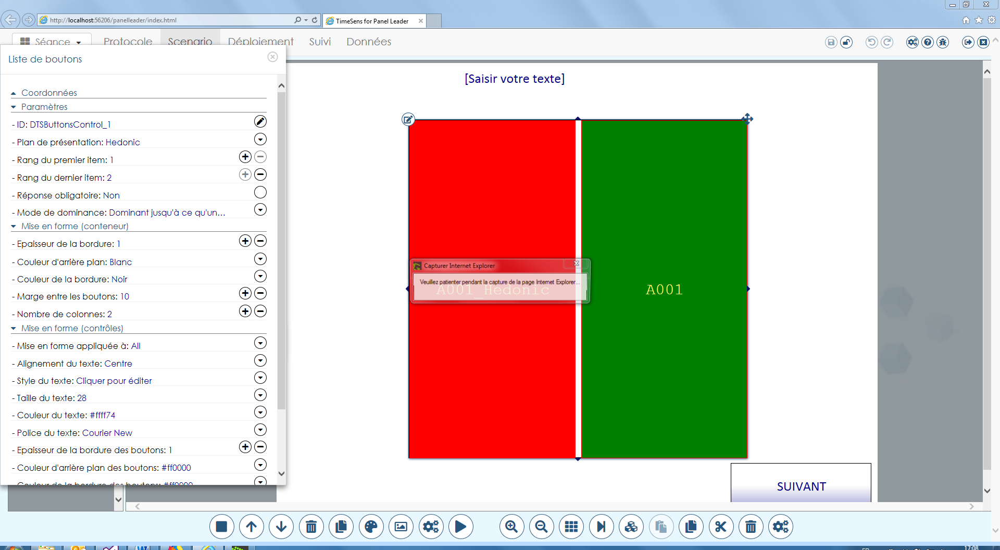 http://localhost:56206/panelleader/index.html
TimeSens for Panel Leader
Séance
Protocole
Scenario
Déploiement
Suivi
Données
Liste de boutons
Coordonnées
Paramètres
- ID: DTSButtonsControl_1
- Plan de présentation: Hedonic
- Rang du premier item: 1
- Rang du dernier item: 2
- Réponse obligatoire: Non
- Mode de dominance: Dominant jusqu'à ce qu'un...
Mise en forme (conteneur)
- Epaisseur de la bordure: 1
- Couleur d'arrière plan: Blanc
- Couleur de la bordure: Noir
- Marge entre les boutons: 10
- Nombre de colonnes: 2
Mise en forme (contrôles)
- Mise en forme appliquée à: All
- Alignement du texte: Centre
- Style du texte: Cliquer pour éditer
- Taille du texte: 28
- Couleur du texte: #ffff74
- Police du texte: Courier New
- Epaisseur de la bordure des boutons: 1
- Couleur d'arrière plan des boutons: #ff0000
- Couleur de la bordure des boutons: #ff0000
[Saisir votre texte]
Capturer Internet Explorer
Veuillez patienter pendant la capture de la page Internet Explorer...
A001_Hedonic
A001
SUIVANT
FR
17:08